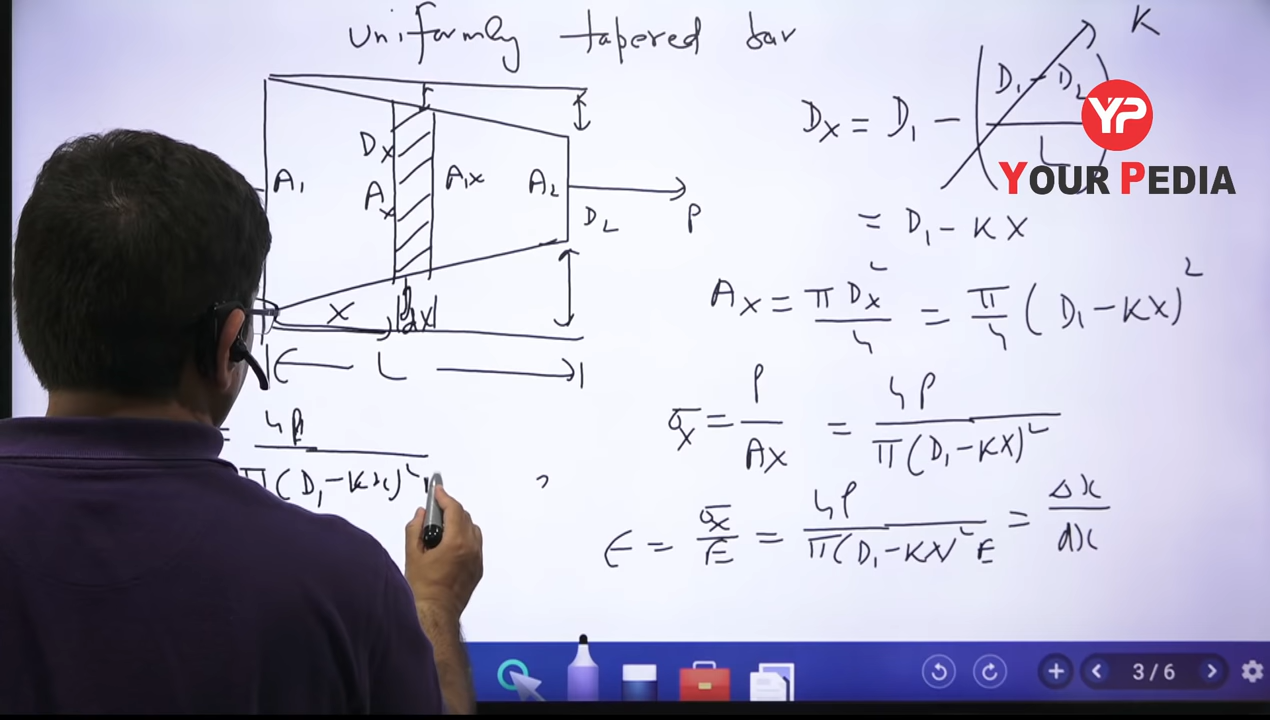 Uniformly tapered bar
K
Dx = D1 - (D1 - D2 / L)
YP
YOUR PEDIA
Dx
A1
Ax
A1x
A2
D2
P
= D1 - Kx
x
dx
L
Ax = πDx² / 4 = π/4 (D1 - Kx)²
σx = P / Ax = 4P / π(D1 - Kx)²
= 4P / π(D1 - Kx)²
ϵ = σx / E = 4P / π(D1 - Kx)² E = Δx / dx
3/6